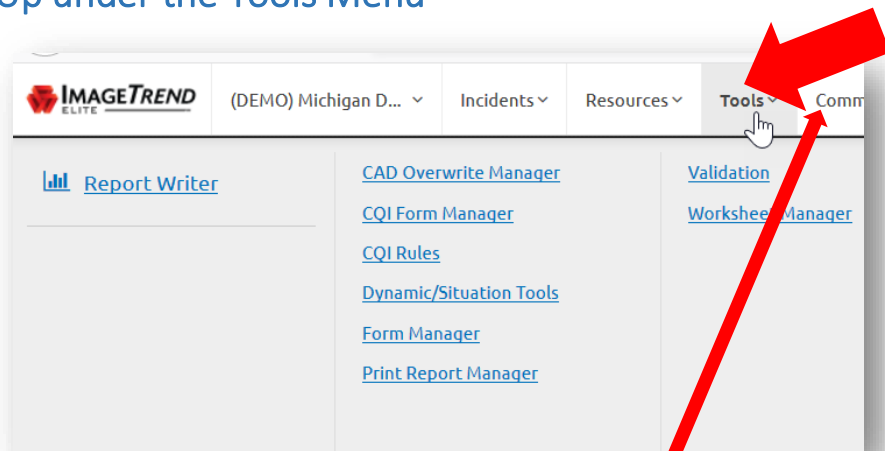 under the Tools Menu
IMAGETREND
ELITE
(DEMO) Michigan D... Incidents Resources Tools
Report Writer
CAD Overwrite Manager
CQI Form Manager
CQI Rules
Dynamic/Situation Tools
Form Manager
Print Report Manager
Validation
Worksheet Manager